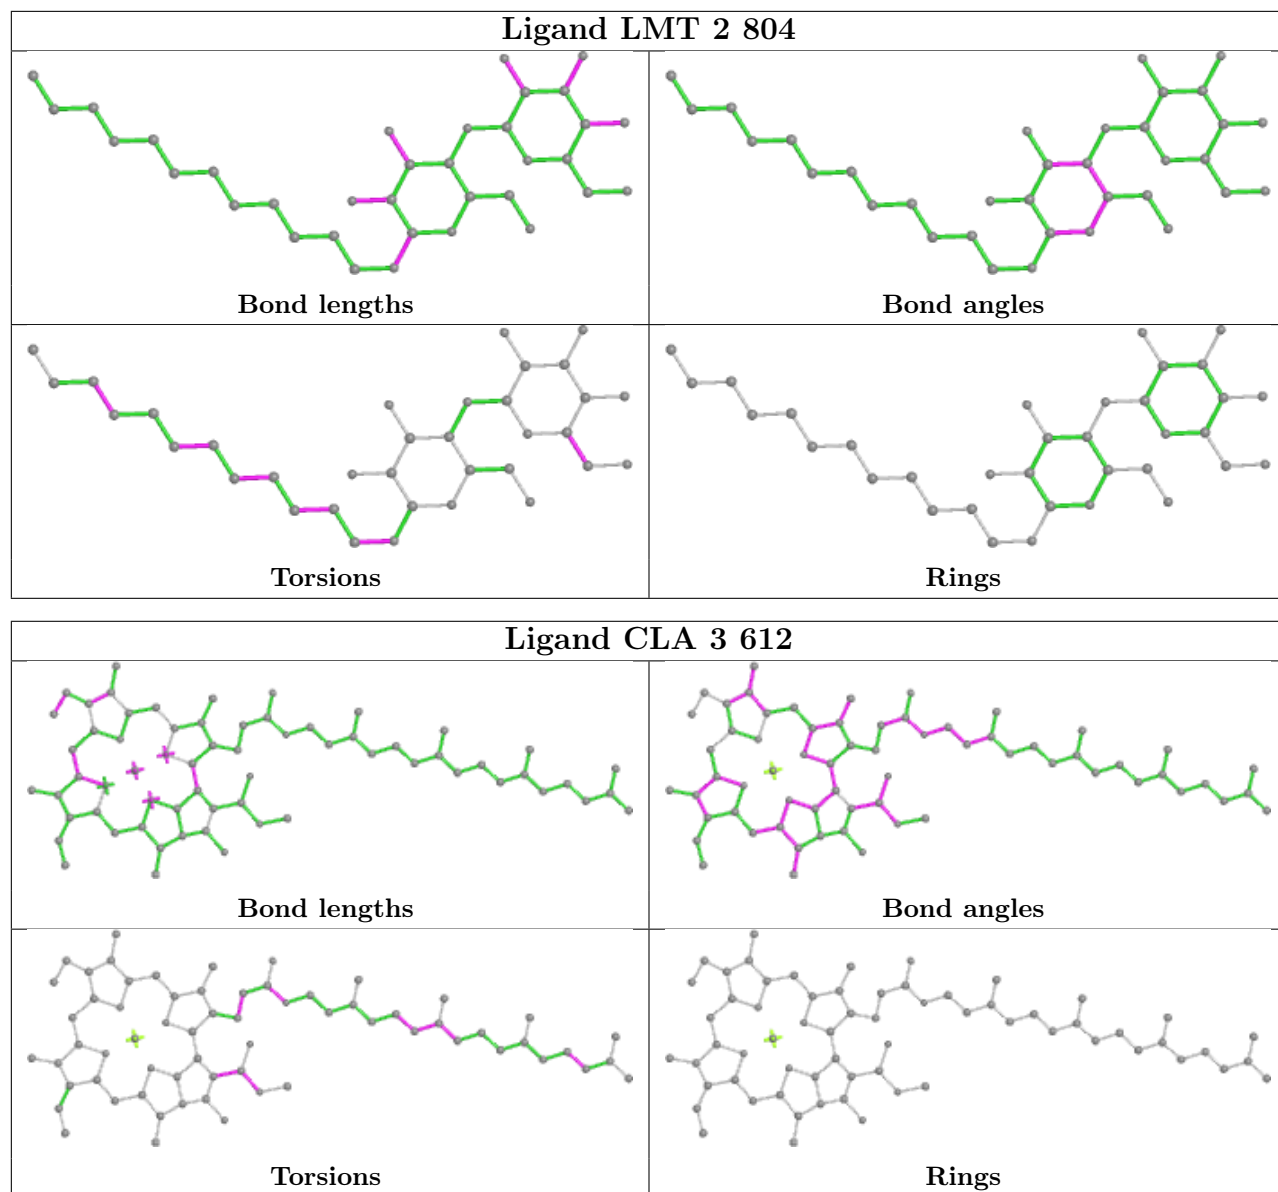 Ligand LMT 2 804
Bond lengths
Bond angles
Torsions
Rings
Ligand CLA 3 612
Bond lengths
Bond angles
Torsions
Rings